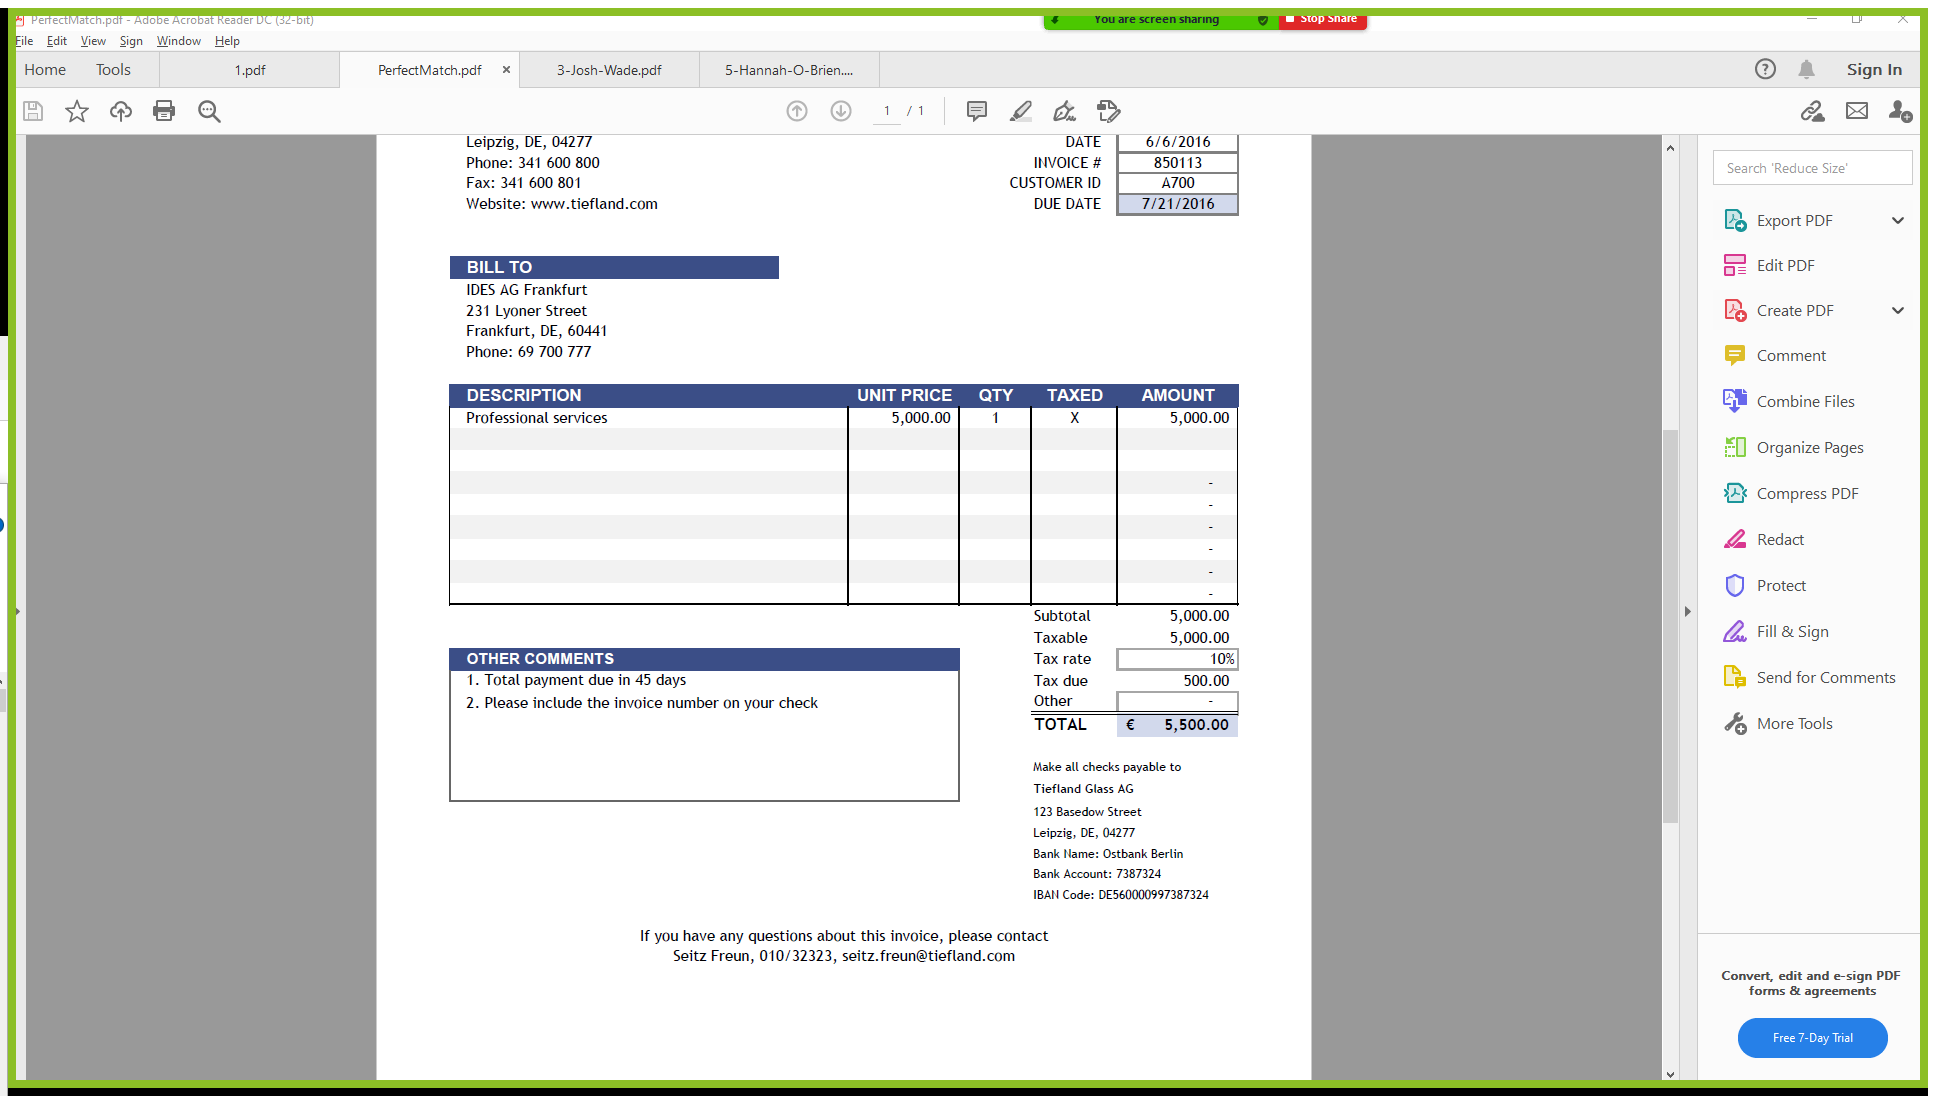 PerfectMatch.pdf - Adobe Acrobat Reader DC (32-bit)
You are screen sharing
Stop Share
File Edit View Sign Window Help
Home Tools 1.pdf PerfectMatch.pdf × 3-Josh-Wade.pdf 5-Hannah-O-Brien.... Sign In
1 / 1
Leipzig, DE, 04277
Phone: 341 600 800
Fax: 341 600 801
Website: www.tiefland.com
DATE 6/6/2016
INVOICE # 850113
CUSTOMER ID A700
DUE DATE 7/21/2016
BILL TO
IDES AG Frankfurt
231 Lyoner Street
Frankfurt, DE, 60441
Phone: 69 700 777
DESCRIPTION UNIT PRICE QTY TAXED AMOUNT
Professional services 5,000.00 1 X 5,000.00
-
-
-
-
-
-
Subtotal 5,000.00
Taxable 5,000.00
Tax rate 10%
Tax due 500.00
Other -
TOTAL € 5,500.00
OTHER COMMENTS
1. Total payment due in 45 days
2. Please include the invoice number on your check
Make all checks payable to
Tiefland Glass AG
123 Basedow Street
Leipzig, DE, 04277
Bank Name: Ostbank Berlin
Bank Account: 7387324
IBAN Code: DE560000997387324
If you have any questions about this invoice, please contact
Seitz Freun, 010/32323, seitz.freun@tiefland.com
Search 'Reduce Size'
Export PDF
Edit PDF
Create PDF
Comment
Combine Files
Organize Pages
Compress PDF
Redact
Protect
Fill & Sign
Send for Comments
More Tools
Convert, edit and e-sign PDF
forms & agreements
Free 7-Day Trial